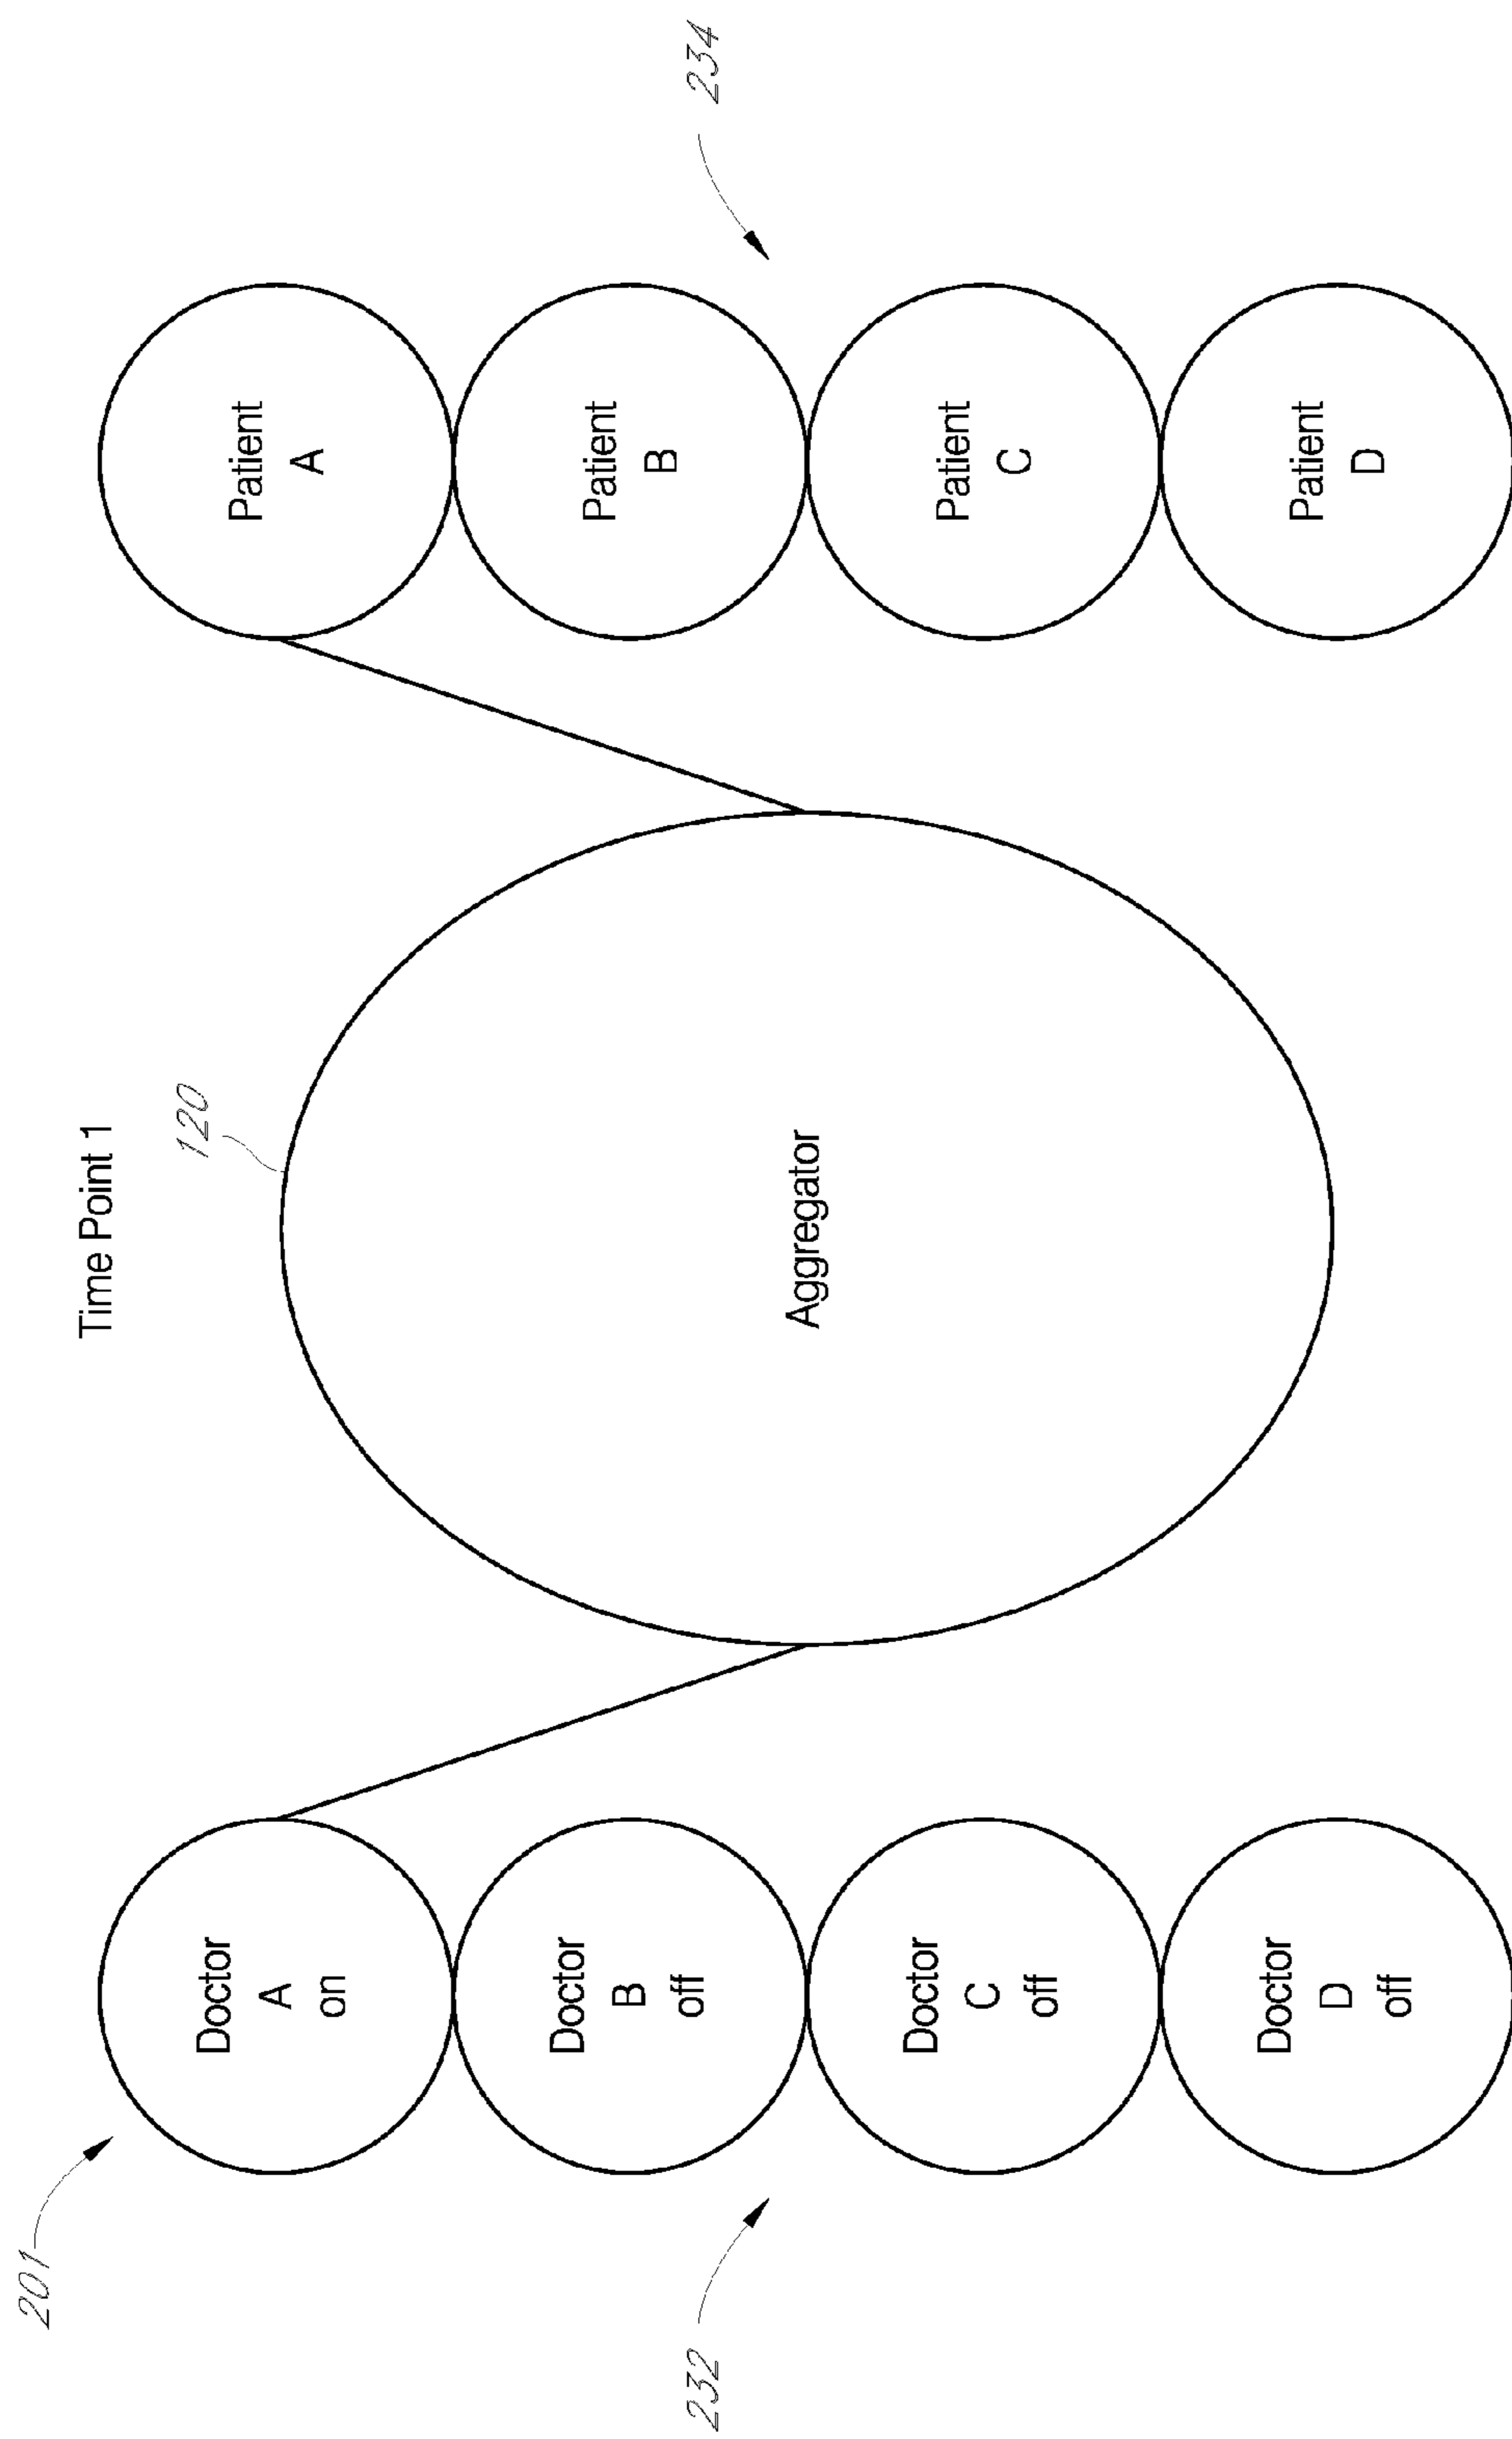 201
Time Point 1
120
232
234
Doctor
A
on
Doctor
B
off
Doctor
C
off
Doctor
D
off
Aggregator
Patient
A
Patient
B
Patient
C
Patient
D